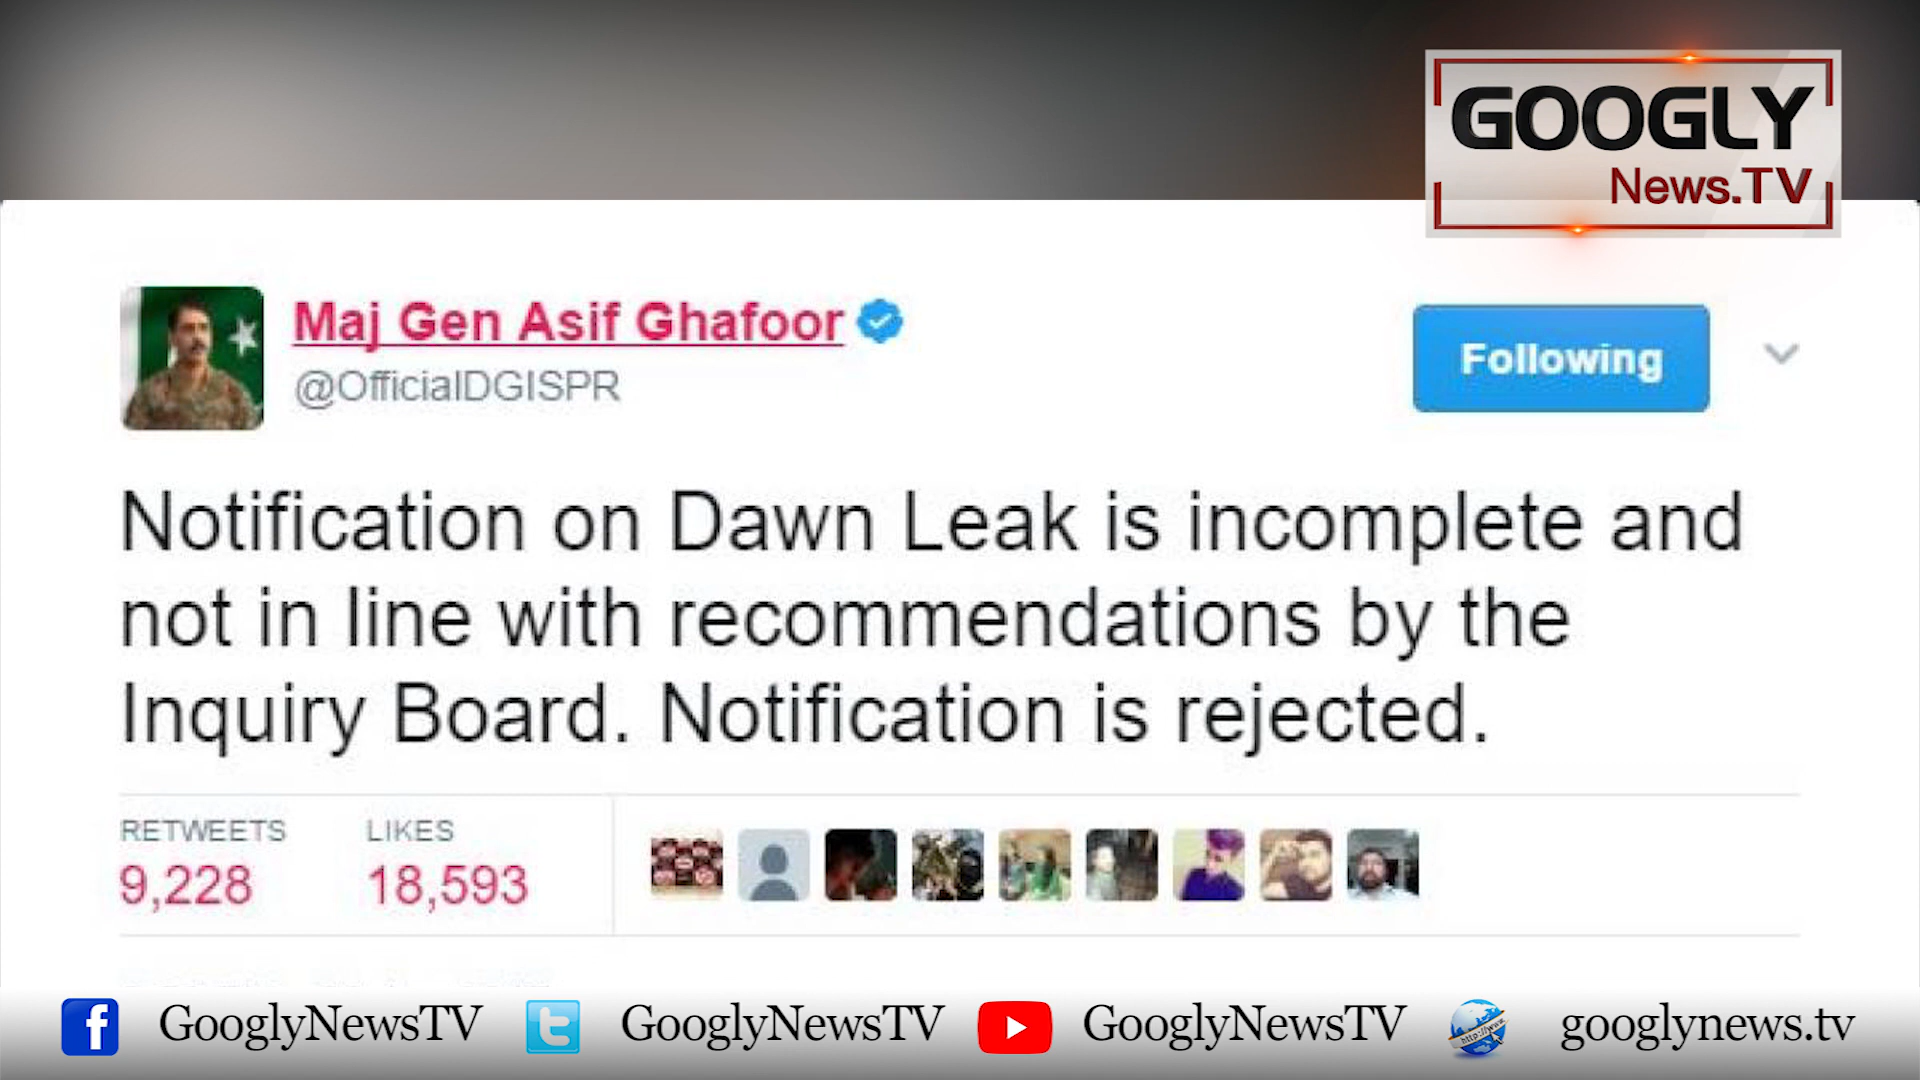 GOOGLY
News.TV
Maj Gen Asif Ghafoor
@OfficialDGISPR
Following
Notification on Dawn Leak is incomplete and
not in line with recommendations by the
Inquiry Board. Notification is rejected.
RETWEETS LIKES
9,228 18,593
GooglyNewsTV GooglyNewsTV GooglyNewsTV googlynews.tv